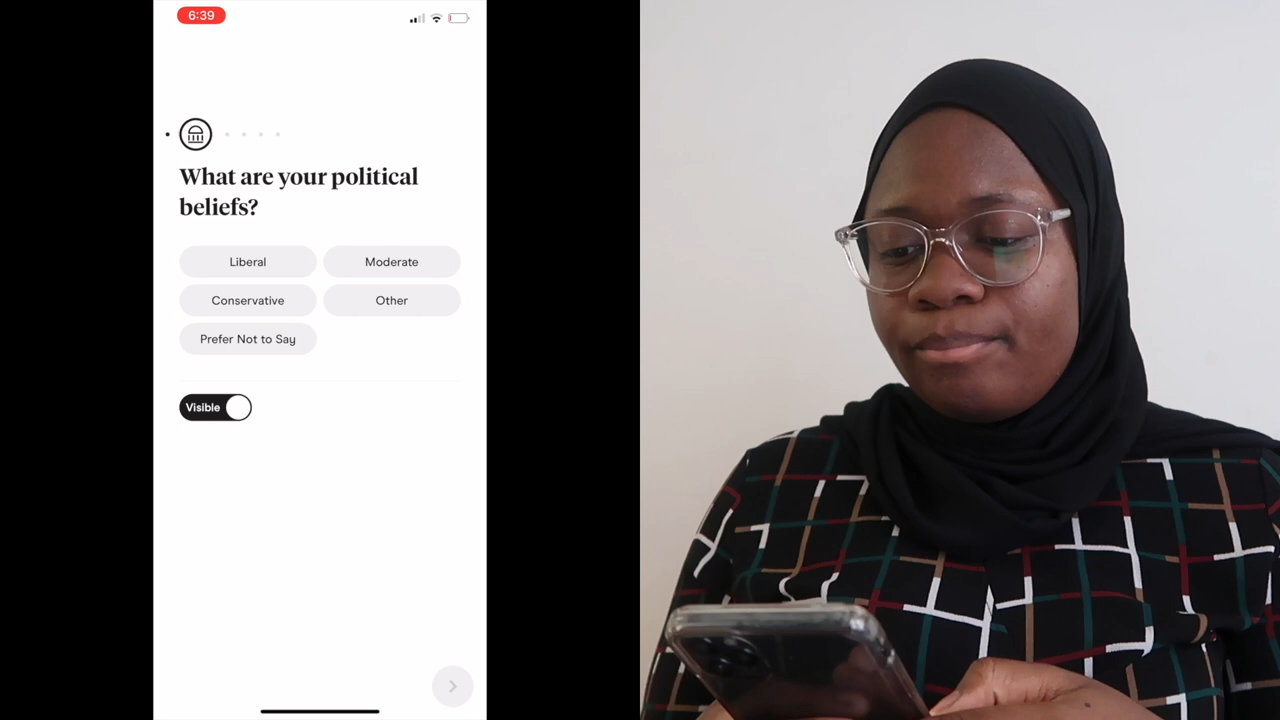 6:39
What are your political
beliefs?
Liberal
Moderate
Conservative
Other
Prefer Not to Say
Visible